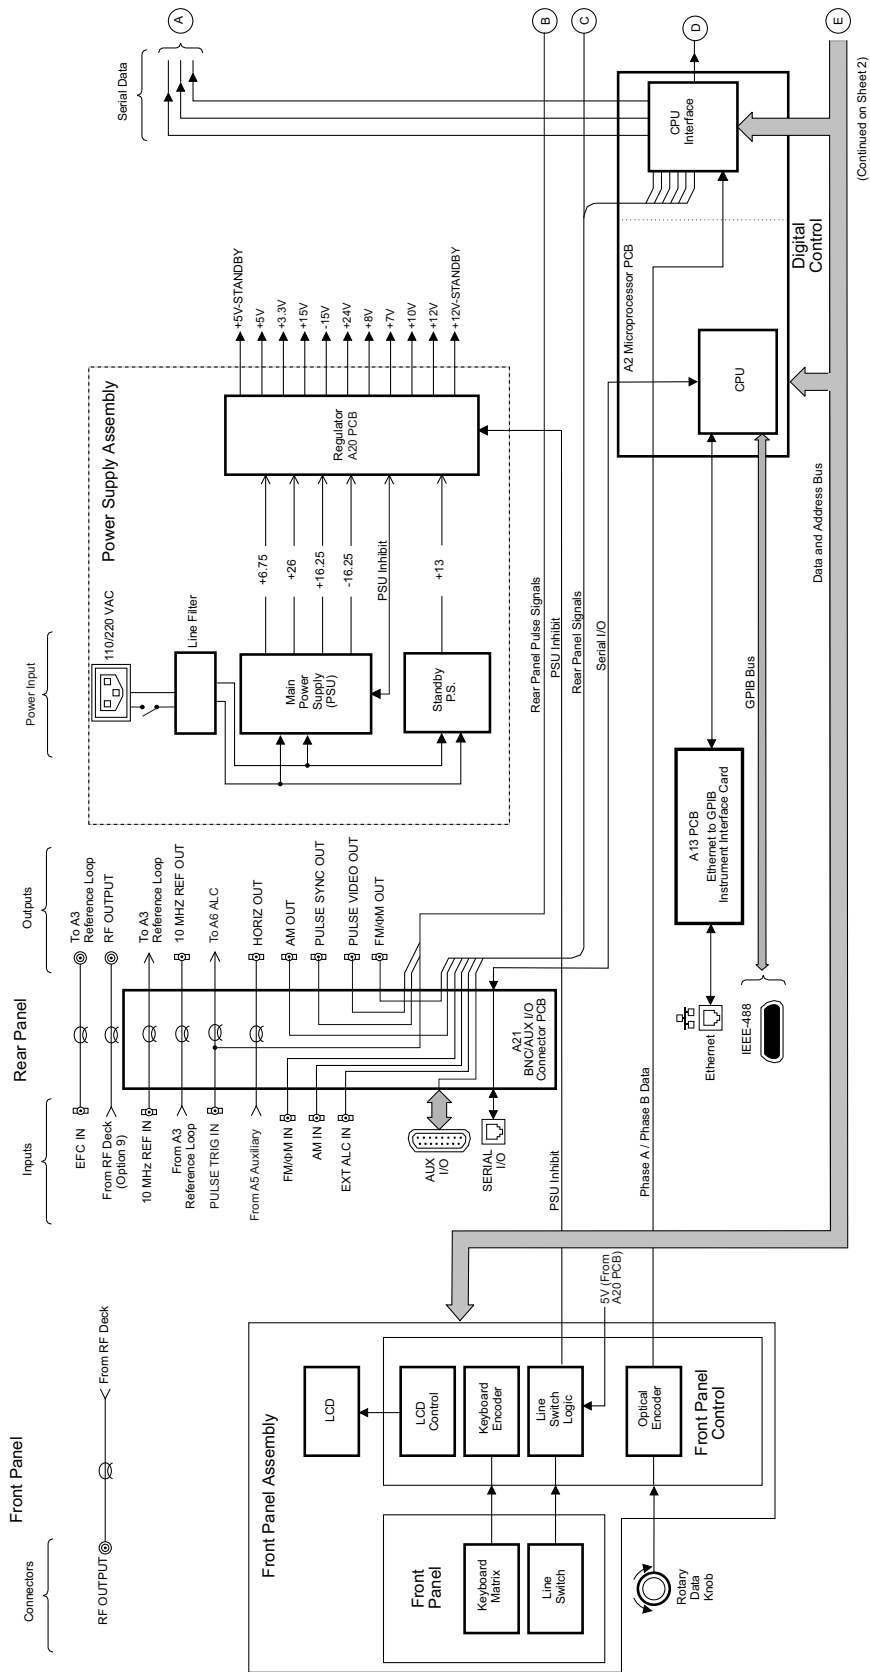 Front Panel
Connectors
RF OUTPUT
From RF Deck
Front Panel Assembly
Front
Panel
Keyboard
Matrix
Line
Switch
Rotary
Data
Knob
LCD
LCD
Control
Keyboard
Encoder
Line
Switch
Logic
Optical
Encoder
Front Panel
Control
5V (From
A20 PCB)
PSU Inhibit
Phase A / Phase B Data
Rear Panel
Inputs
Outputs
EFC IN
To A3
Reference Loop
From RF Deck
(Option 9)
RF OUTPUT
10 MHz REF IN
To A3
Reference Loop
From A3
Reference Loop
10 MHZ REF OUT
PULSE TRIG IN
To A6 ALC
From A5 Auxiliary
HORIZ OUT
FM/ΦM IN
AM OUT
AM IN
PULSE SYNC OUT
EXT ALC IN
PULSE VIDEO OUT
FM/ΦM OUT
AUX
I/O
SERIAL
I/O
A21
BNC/AUX I/O
Connector PCB
Ethernet
IEEE-488
A13 PCB
Ethernet to GPIB
Instrument Interface Card
Power Input
110/220 VAC
Line Filter
Power Supply Assembly
Main
Power
Supply
(PSU)
Standby
P.S.
+6.75
+26
+16.25
-16.25
PSU Inhibit
+13
Regulator
A20 PCB
+5V-STANDBY
+5V
+3.3V
+15V
-15V
+24V
+8V
+7V
+10V
+12V
+12V-STANDBY
Rear Panel Pulse Signals
PSU Inhibit
Rear Panel Signals
Serial I/O
GPIB Bus
Data and Address Bus
A2 Microprocessor PCB
CPU
Digital
Control
CPU
Interface
Serial Data
A
B
C
D
E
(Continued on Sheet 2)